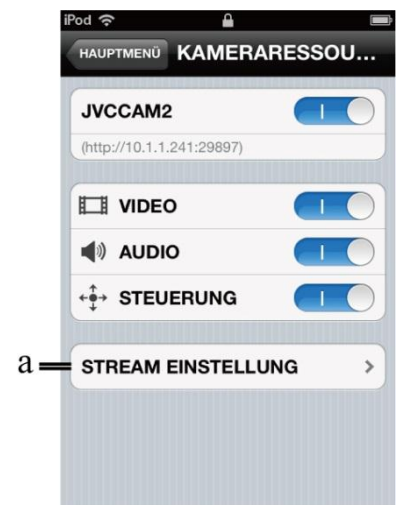 iPod
HAUPTMENÜ KAMERARESSOU...
JVCCAM2
(http://10.1.1.241:29897)
VIDEO
AUDIO
STEUERUNG
a STREAM EINSTELLUNG